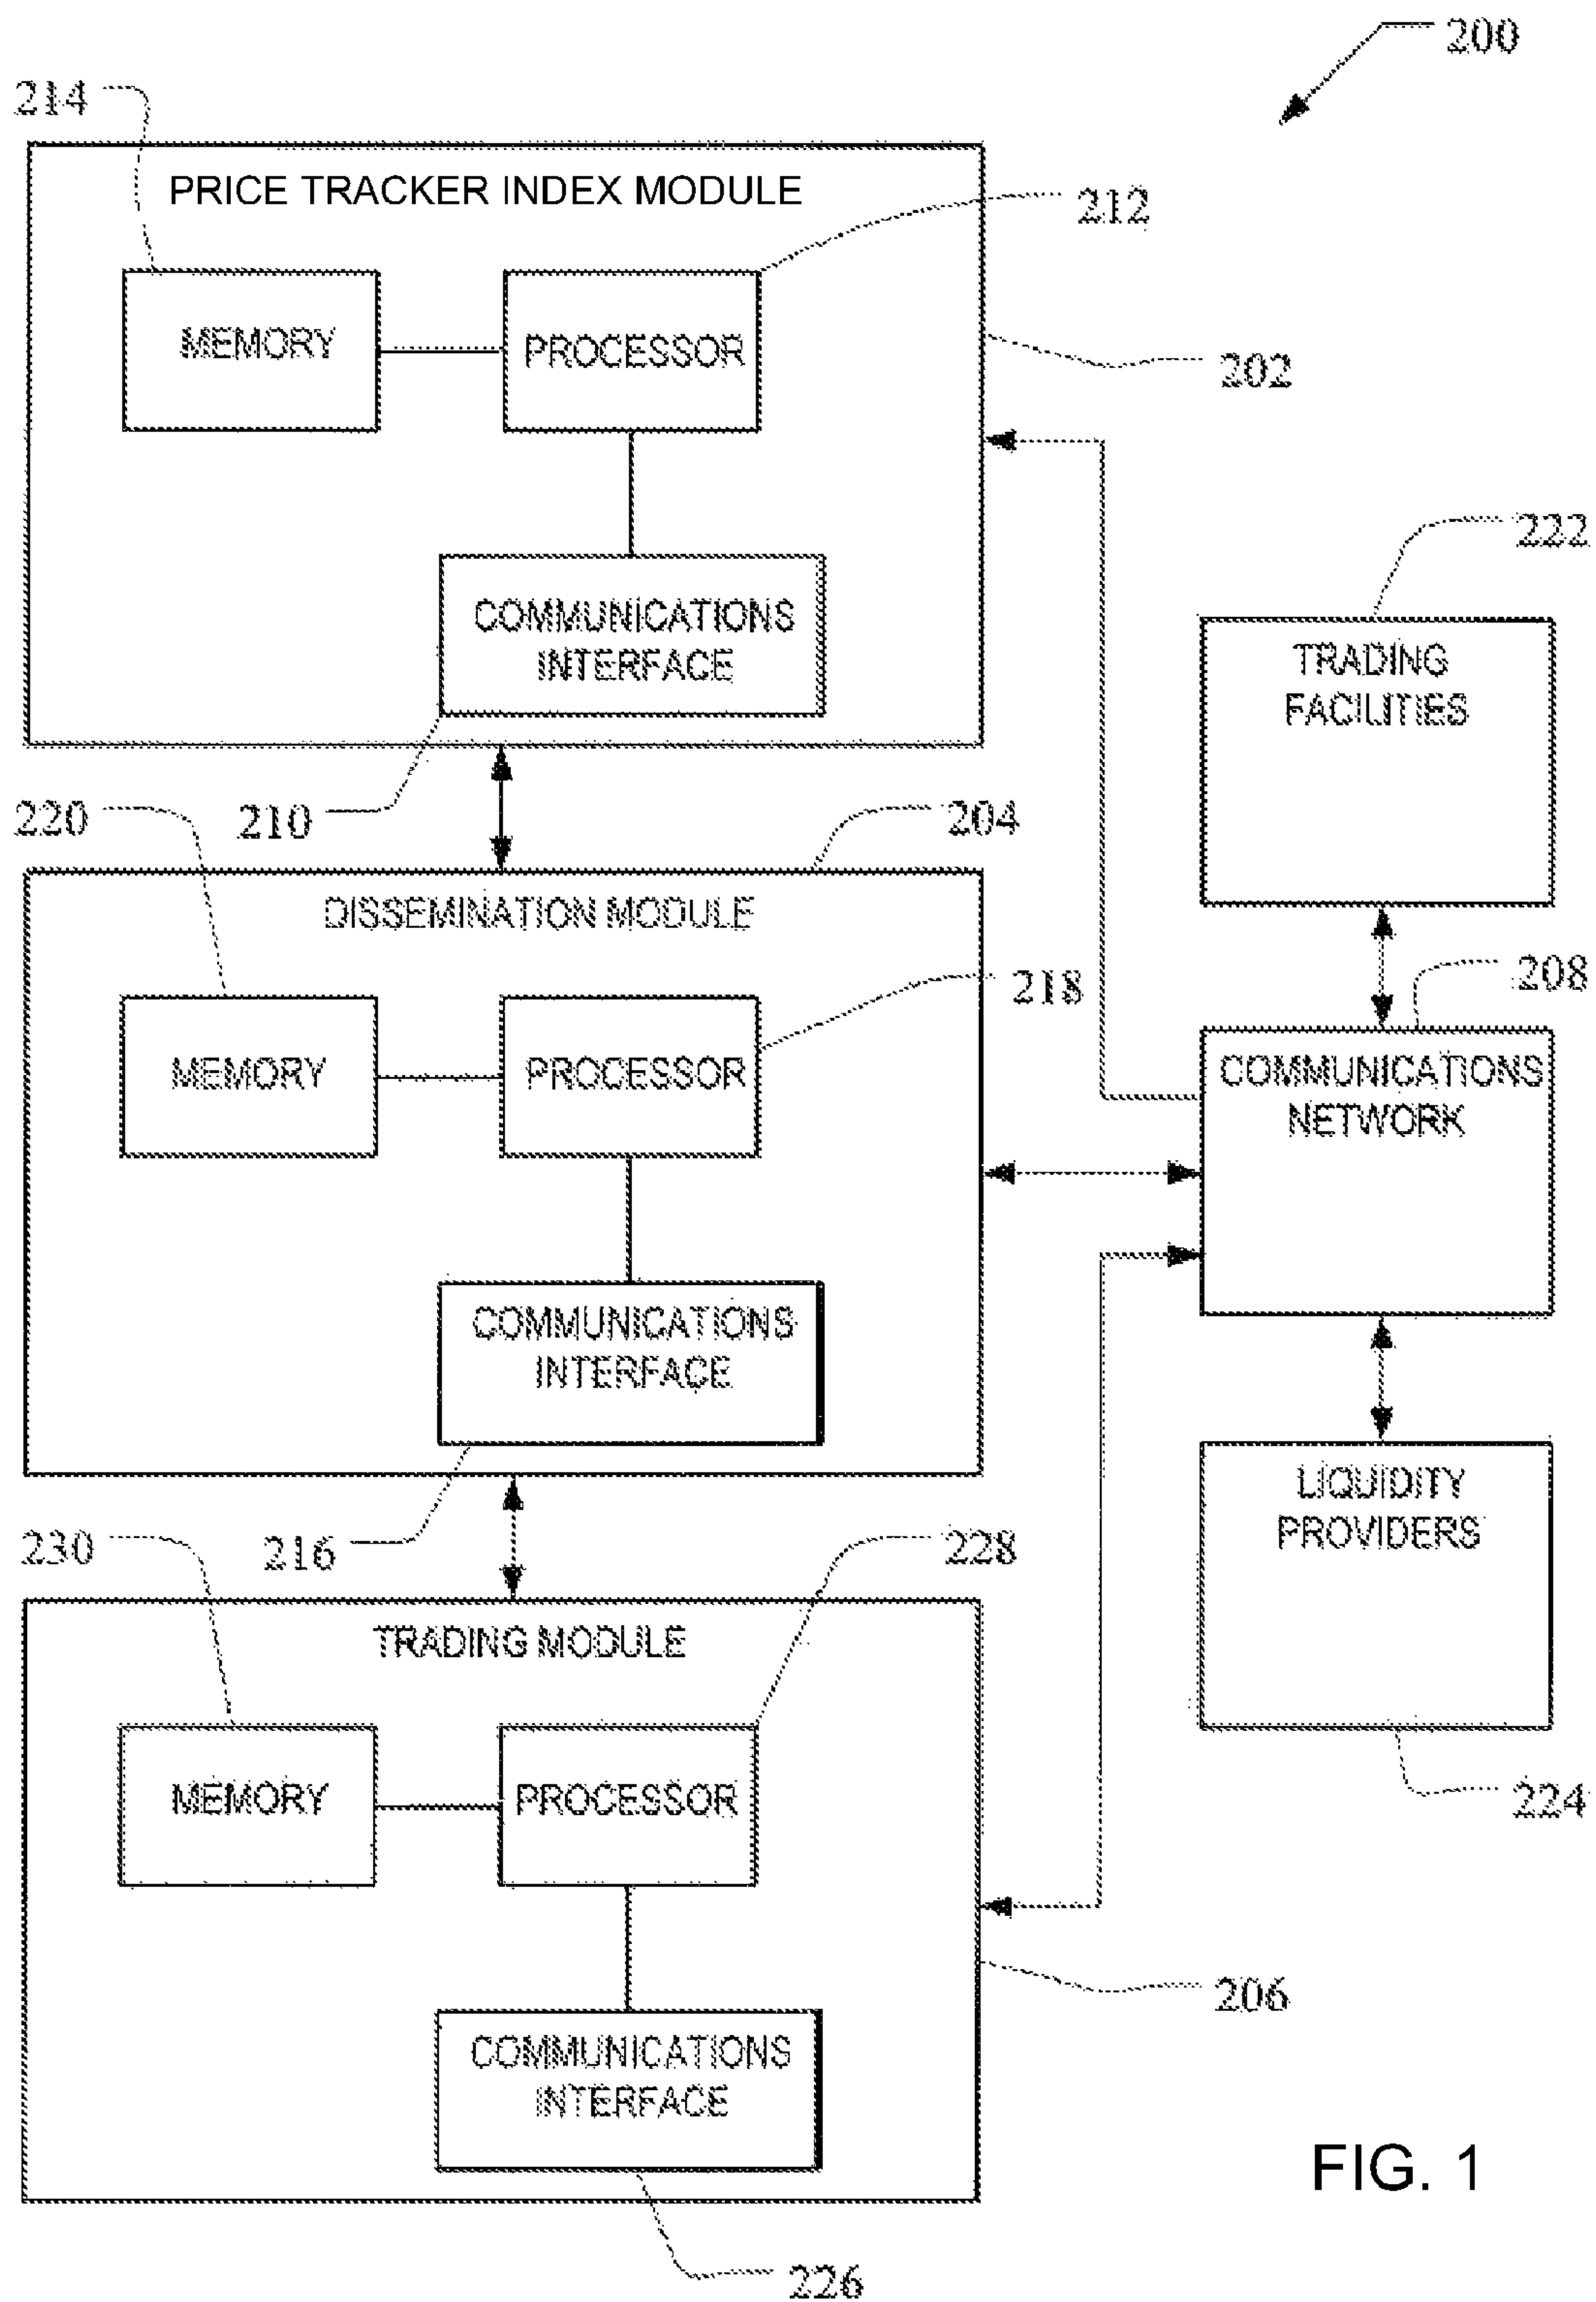 200
214
PRICE TRACKER INDEX MODULE
212
MEMORY
PROCESSOR
202
COMMUNICATIONS
INTERFACE
210
222
TRADING
FACILITIES
220
204
DISSEMINATION MODULE
218
208
MEMORY
PROCESSOR
COMMUNICATIONS
NETWORK
COMMUNICATIONS
INTERFACE
216
LIQUIDITY
PROVIDERS
224
230
228
TRADING MODULE
MEMORY
PROCESSOR
206
COMMUNICATIONS
INTERFACE
226
FIG. 1